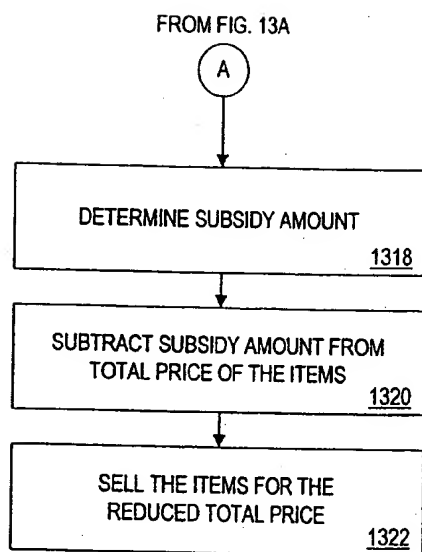 FROM FIG. 13A
A
DETERMINE SUBSIDY AMOUNT
1318
SUBTRACT SUBSIDY AMOUNT FROM
TOTAL PRICE OF THE ITEMS
1320
SELL THE ITEMS FOR THE
REDUCED TOTAL PRICE
1322